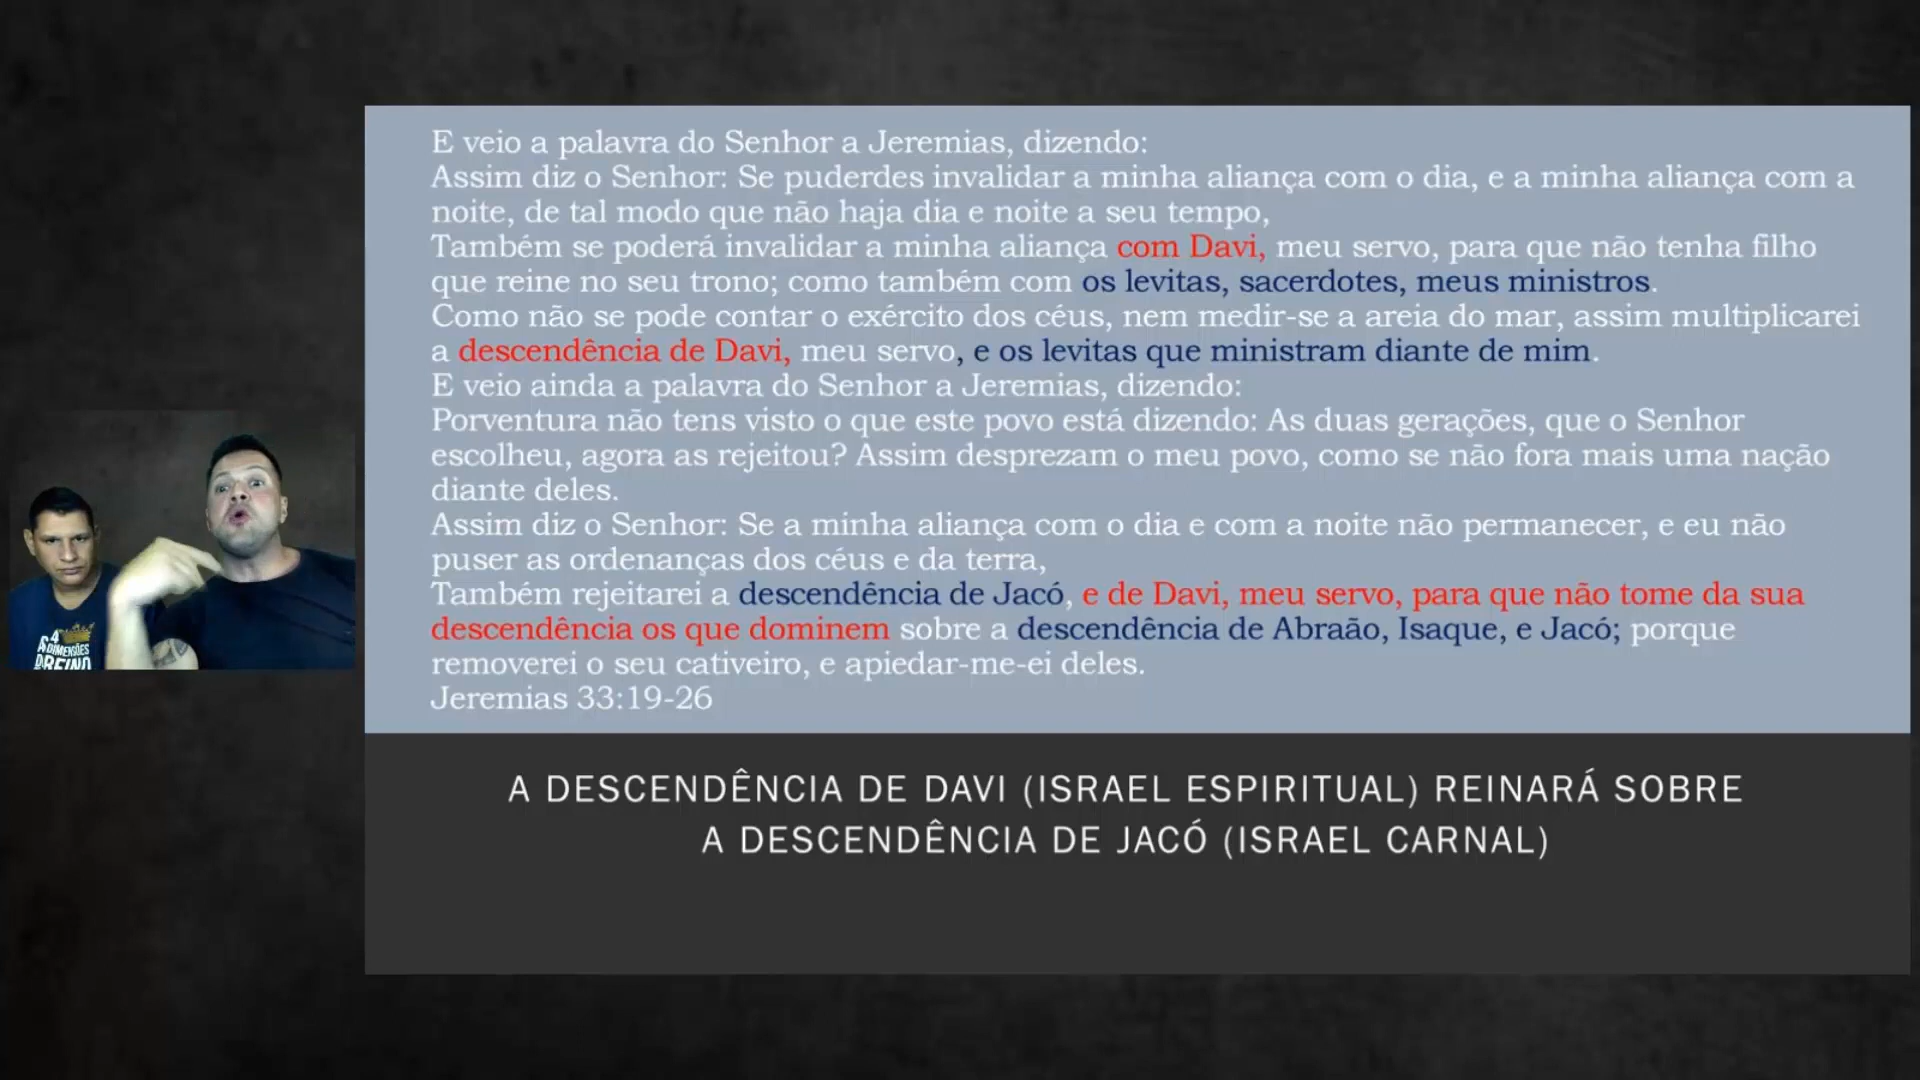 E veio a palavra do Senhor a Jeremias, dizendo:
Assim diz o Senhor: Se puderdes invalidar a minha aliança com o dia, e a minha aliança com a
noite, de tal modo que não haja dia e noite a seu tempo,
Também se poderá invalidar a minha aliança com Davi, meu servo, para que não tenha filho
que reine no seu trono; como também com os levitas, sacerdotes, meus ministros.
Como não se pode contar o exército dos céus, nem medir-se a areia do mar, assim multiplicarei
a descendência de Davi, meu servo, e os levitas que ministram diante de mim.
E veio ainda a palavra do Senhor a Jeremias, dizendo:
Porventura não tens visto o que este povo está dizendo: As duas gerações, que o Senhor
escolheu, agora as rejeitou? Assim desprezam o meu povo, como se não fora mais uma nação
diante deles.
Assim diz o Senhor: Se a minha aliança com o dia e com a noite não permanecer, e eu não
puser as ordenanças dos céus e da terra,
Também rejeitarei a descendência de Jacó, e de Davi, meu servo, para que não tome da sua
descendência os que dominem sobre a descendência de Abraão, Isaque, e Jacó; porque
removerei o seu cativeiro, e apiedar-me-ei deles.
Jeremias 33:19-26
A DESCENDÊNCIA DE DAVI (ISRAEL ESPIRITUAL) REINARÁ SOBRE
A DESCENDÊNCIA DE JACÓ (ISRAEL CARNAL)
4
DIMENSÕES